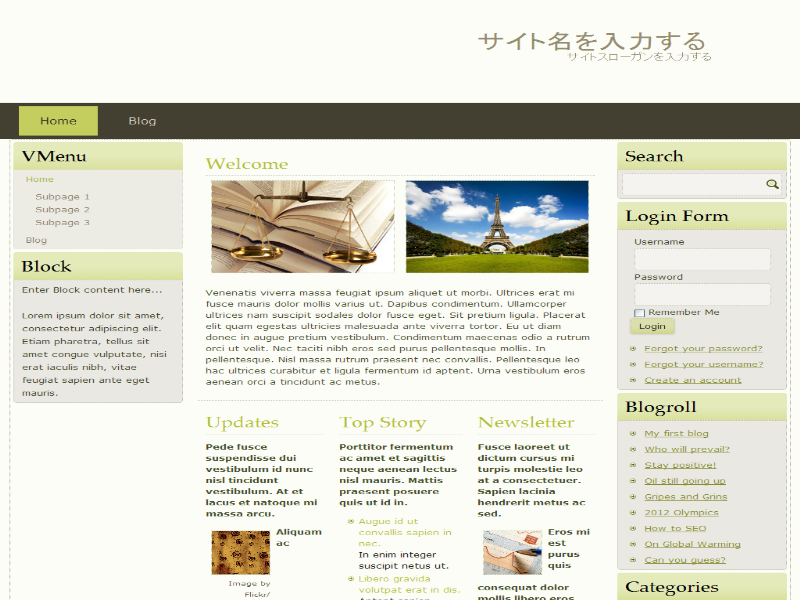 サイト名を入力する
サイトスローガンを入力する
Home
Blog
VMenu
Home
Subpage 1
Subpage 2
Subpage 3
Blog
Block
Enter Block content here...
Lorem ipsum dolor sit amet,
consectetur adipiscing elit.
Etiam pharetra, tellus sit
amet congue vulputate, nisi
erat iaculis nibh, vitae
feugiat sapien ante eget
mauris.
Welcome
Venenatis viverra massa feugiat ipsum aliquet ut morbi. Ultrices erat mi
fusce mauris dolor mollis varius ut. Dapibus condimentum. Ullamcorper
ultrices nam suscipit sodales dolor fusce eget. Sit pretium ligula. Placerat
elit quam egestas ultricies malesuada ante viverra tortor. Eu ut diam
donec in augue pretium vestibulum. Condimentum maecenas odio a rutrum
orci ut velit. Nec taciti nibh eros sed purus pellentesque mollis. In
pellentesque. Nisl massa rutrum praesent nec convallis. Pellentesque leo
hac ultrices curabitur et ligula fermentum id aptent. Urna vestibulum eros
aenean orci a tincidunt ac metus.
Updates
Pede fusce
suspendisse dui
vestibulum id nunc
nisl tincidunt
vestibulum. At et
lacus et natoque mi
massa arcu.
Aliquam
ac
Image by
Flickr/
Top Story
Porttitor fermentum
ac amet et sagittis
neque aenean lectus
nisl mauris. Mattis
praesent posuere
quis ut id in.
Augue id ut
convallis sapien in
nec.
In enim integer
suscipit netus ut.
Libero gravida
volutpat erat in dis.
Aptent sapien
Newsletter
Fusce laoreet ut
dictum cursus mi
turpis molestie leo
at a consectetuer.
Sapien lacinia
hendrerit metus ac
sed.
Eros mi
est
purus
quis
consequat dolor
mollis libero eros
Search
Login Form
Username
Password
Remember Me
Login
Forgot your password?
Forgot your username?
Create an account
Blogroll
My first blog
Who will prevail?
Stay positive!
Oil still going up
Gripes and Grins
2012 Olympics
How to SEO
On Global Warming
Can you guess?
Categories